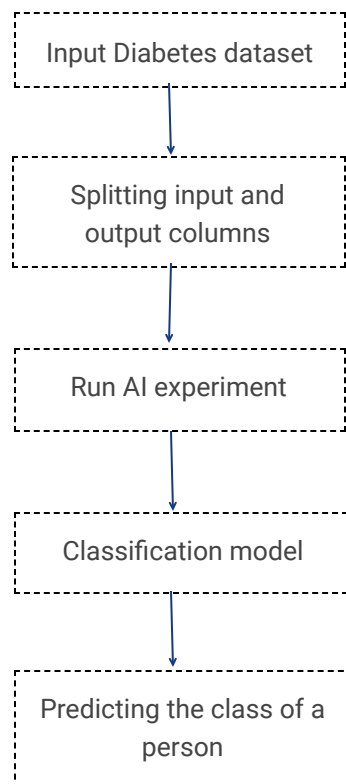 Input Diabetes dataset
Splitting input and
output columns
Run AI experiment
Classification model
Predicting the class of a
person